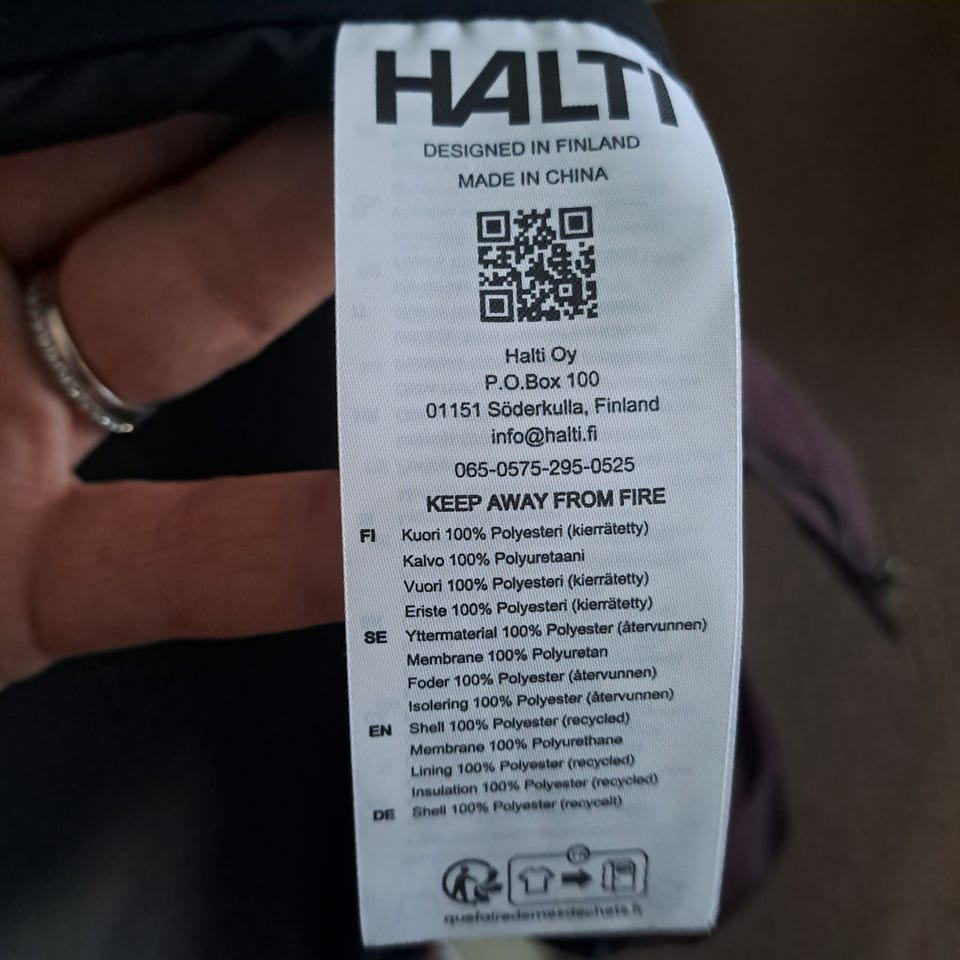 HALTI
DESIGNED IN FINLAND
MADE IN CHINA
Halti Oy
P.O.Box 100
01151 Söderkulla, Finland
info@halti.fi
065-0575-295-0525
KEEP AWAY FROM FIRE
FI Kuori 100% Polyesteri (kierrätetty)
Kalvo 100% Polyuretaani
Vuori 100% Polyesteri (kierrätetty)
Eriste 100% Polyesteri (kierrätetty)
SE Yttermaterial 100% Polyester (återvunnen)
Membrane 100% Polyuretan
Foder 100% Polyester (återvunnen)
Isolering 100% Polyester (återvunnen)
EN Shell 100% Polyester (recycled)
Membrane 100% Polyurethane
Lining 100% Polyester (recycled)
Insulation 100% Polyester (recycled)
DE Shell 100% Polyester (recycelt)
FR
quefairedemesdechets.fr